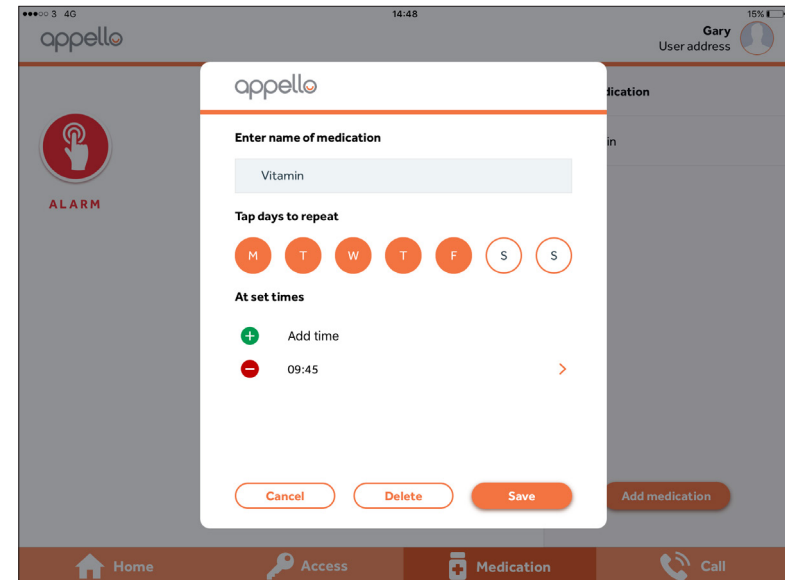 3 4G 14:48 15%
appello
Gary
User address
appello
dication
Enter name of medication
in
Vitamin
ALARM
Tap days to repeat
M T W T F S S
At set times
Add time
09:45
Cancel Delete Save
Add medication
Home Access Medication Call